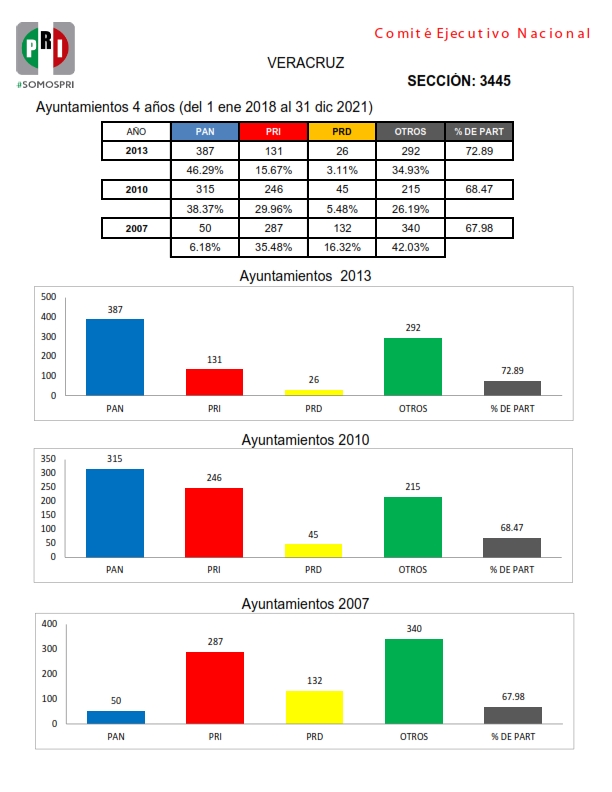 Comité Ejecutivo Nacional
PRI
#SOMOSPRI
VERACRUZ
SECCIÓN: 3445
Ayuntamientos 4 años (del 1 ene 2018 al 31 dic 2021)
AÑO PAN PRI PRD OTROS % DE PART
2013 387 131 26 292 72.89
46.29% 15.67% 3.11% 34.93%
2010 315 246 45 215 68.47
38.37% 29.96% 5.48% 26.19%
2007 50 287 132 340 67.98
6.18% 35.48% 16.32% 42.03%
Ayuntamientos 2013
500
400
300
200
100
0
387 131 26 292 72.89
PAN PRI PRD OTROS % DE PART
Ayuntamientos 2010
350
300
250
200
150
100
50
0
315 246 45 215 68.47
PAN PRI PRD OTROS % DE PART
Ayuntamientos 2007
400
300
200
100
0
50 287 132 340 67.98
PAN PRI PRD OTROS % DE PART